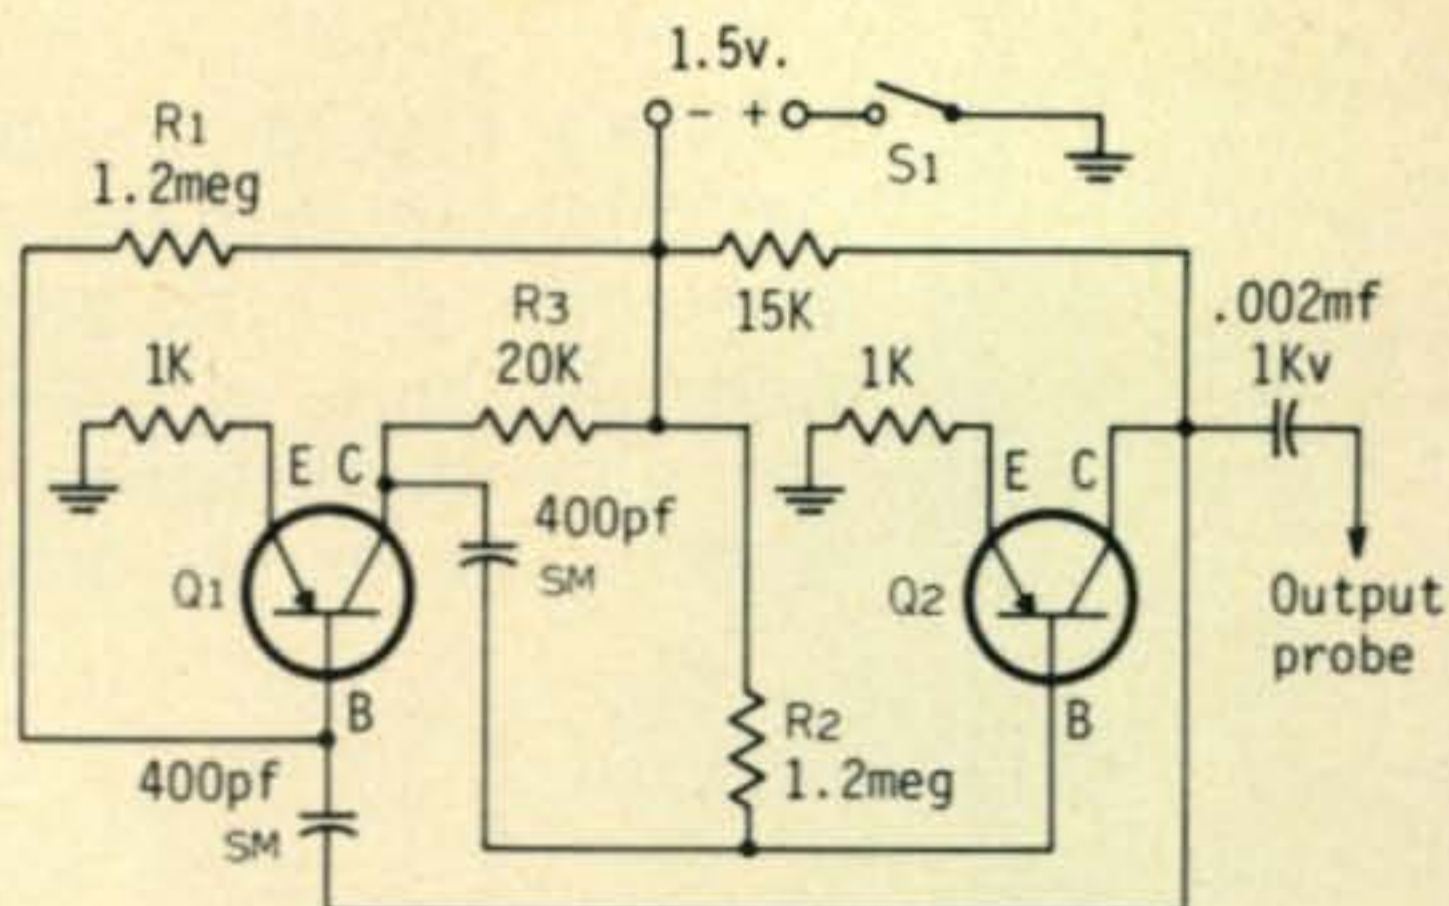 1.5v.
- +
S1
R1
1.2meg
15K
R3
20K
.002mf
1Kv
1K
1K
E C
E C
400pf
SM
Q1
Q2
Output
probe
B
B
R2
1.2meg
400pf
SM